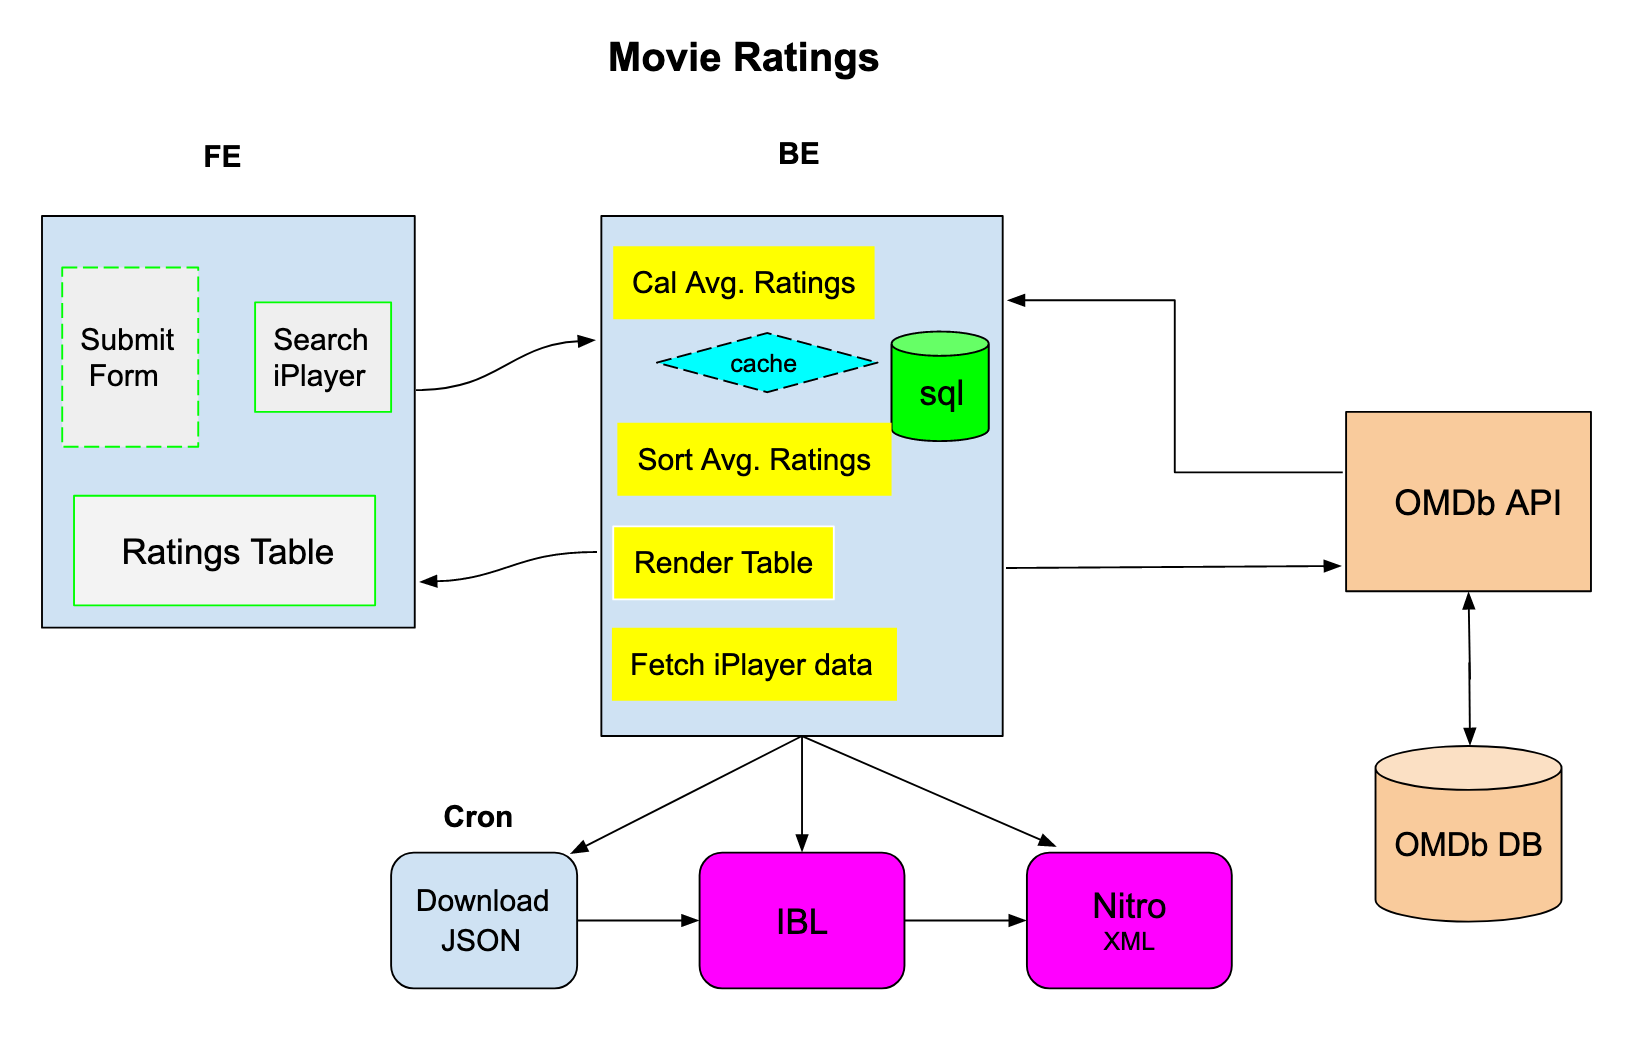 Movie Ratings
FE
BE
Submit
Form
Search
iPlayer
Ratings Table
Cal Avg. Ratings
cache
sql
Sort Avg. Ratings
Render Table
Fetch iPlayer data
OMDb API
OMDb DB
Cron
Download
JSON
IBL
Nitro
XML